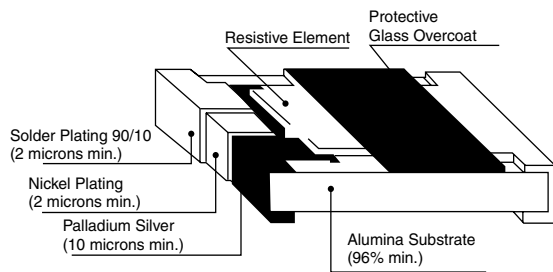 Protective
Glass Overcoat
Resistive Element
Solder Plating 90/10
(2 microns min.)
Nickel Plating
(2 microns min.)
Palladium Silver
(10 microns min.)
Alumina Substrate
(96% min.)